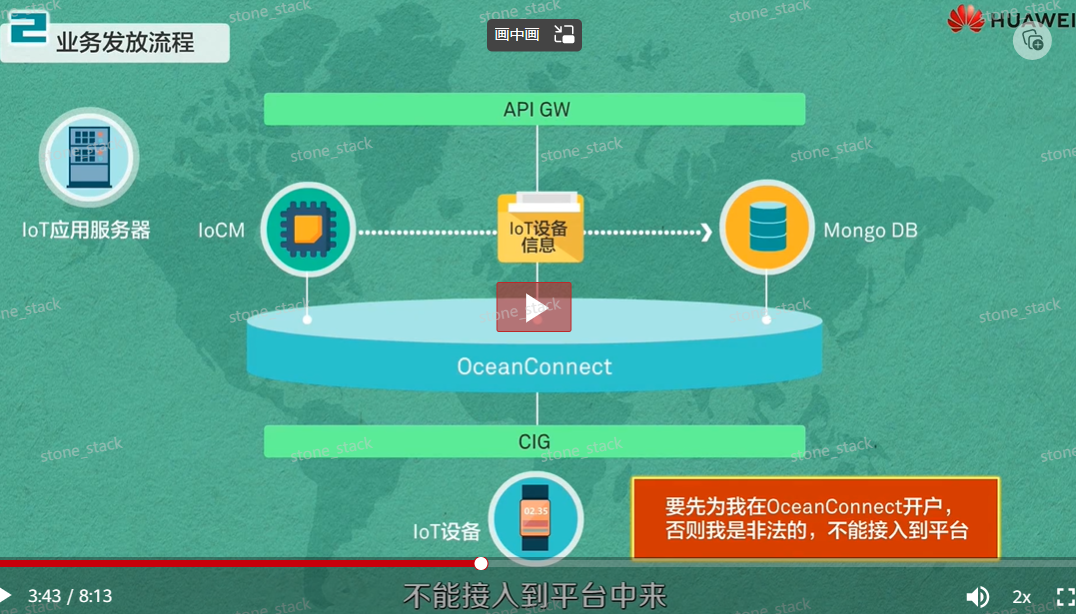 业务发放流程
画中画
HUAWEI
API GW
IoT应用服务器
IoCM
IoT设备
信息
Mongo DB
OceanConnect
CIG
02.35
IoT设备
要先为我在OceanConnect开户，
否则我是非法的，不能接入到平台
不能接入到平台中来
3:43 / 8:13
2x
stone_stack